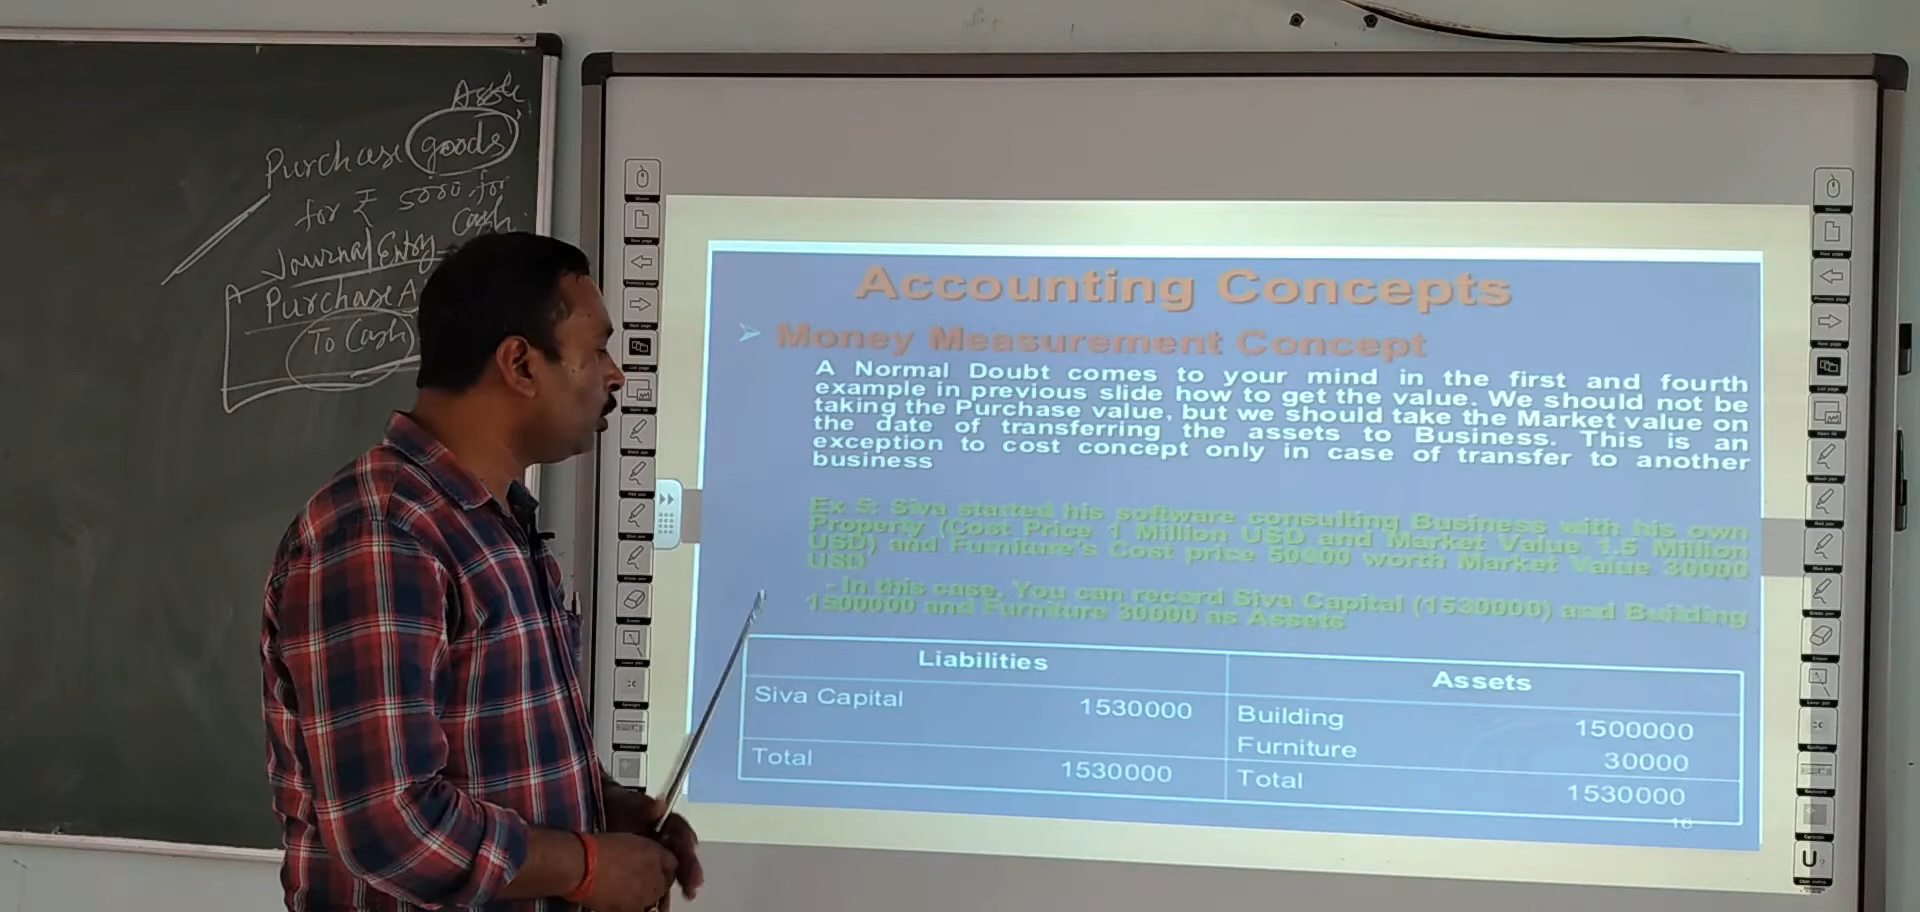 Purchase goods
for ₹ 5000 for
Cash
Journal Entry
Purchase A
To Cash
Accounting Concepts
Money Measurement Concept
A Normal Doubt comes to your mind in the first and fourth
example in previous slide how to get the value. We should not be
taking the Purchase value, but we should take the Market value on
the date of transferring the assets to Business. This is an
exception to cost concept only in case of transfer to another
business
Ex 5: Siva started his software consulting Business with his own
Property (Cost Price 1 Million USD and Market Value 1.5 Million
USD) and Furniture's Cost price 50000 worth Market Value 30000
USD
- In this case, You can record Siva Capital (1530000) and Building
1500000 and Furniture 30000 as Assets
Liabilities Assets
Siva Capital 1530000 Building 1500000
Furniture 30000
Total 1530000 Total 1530000
16